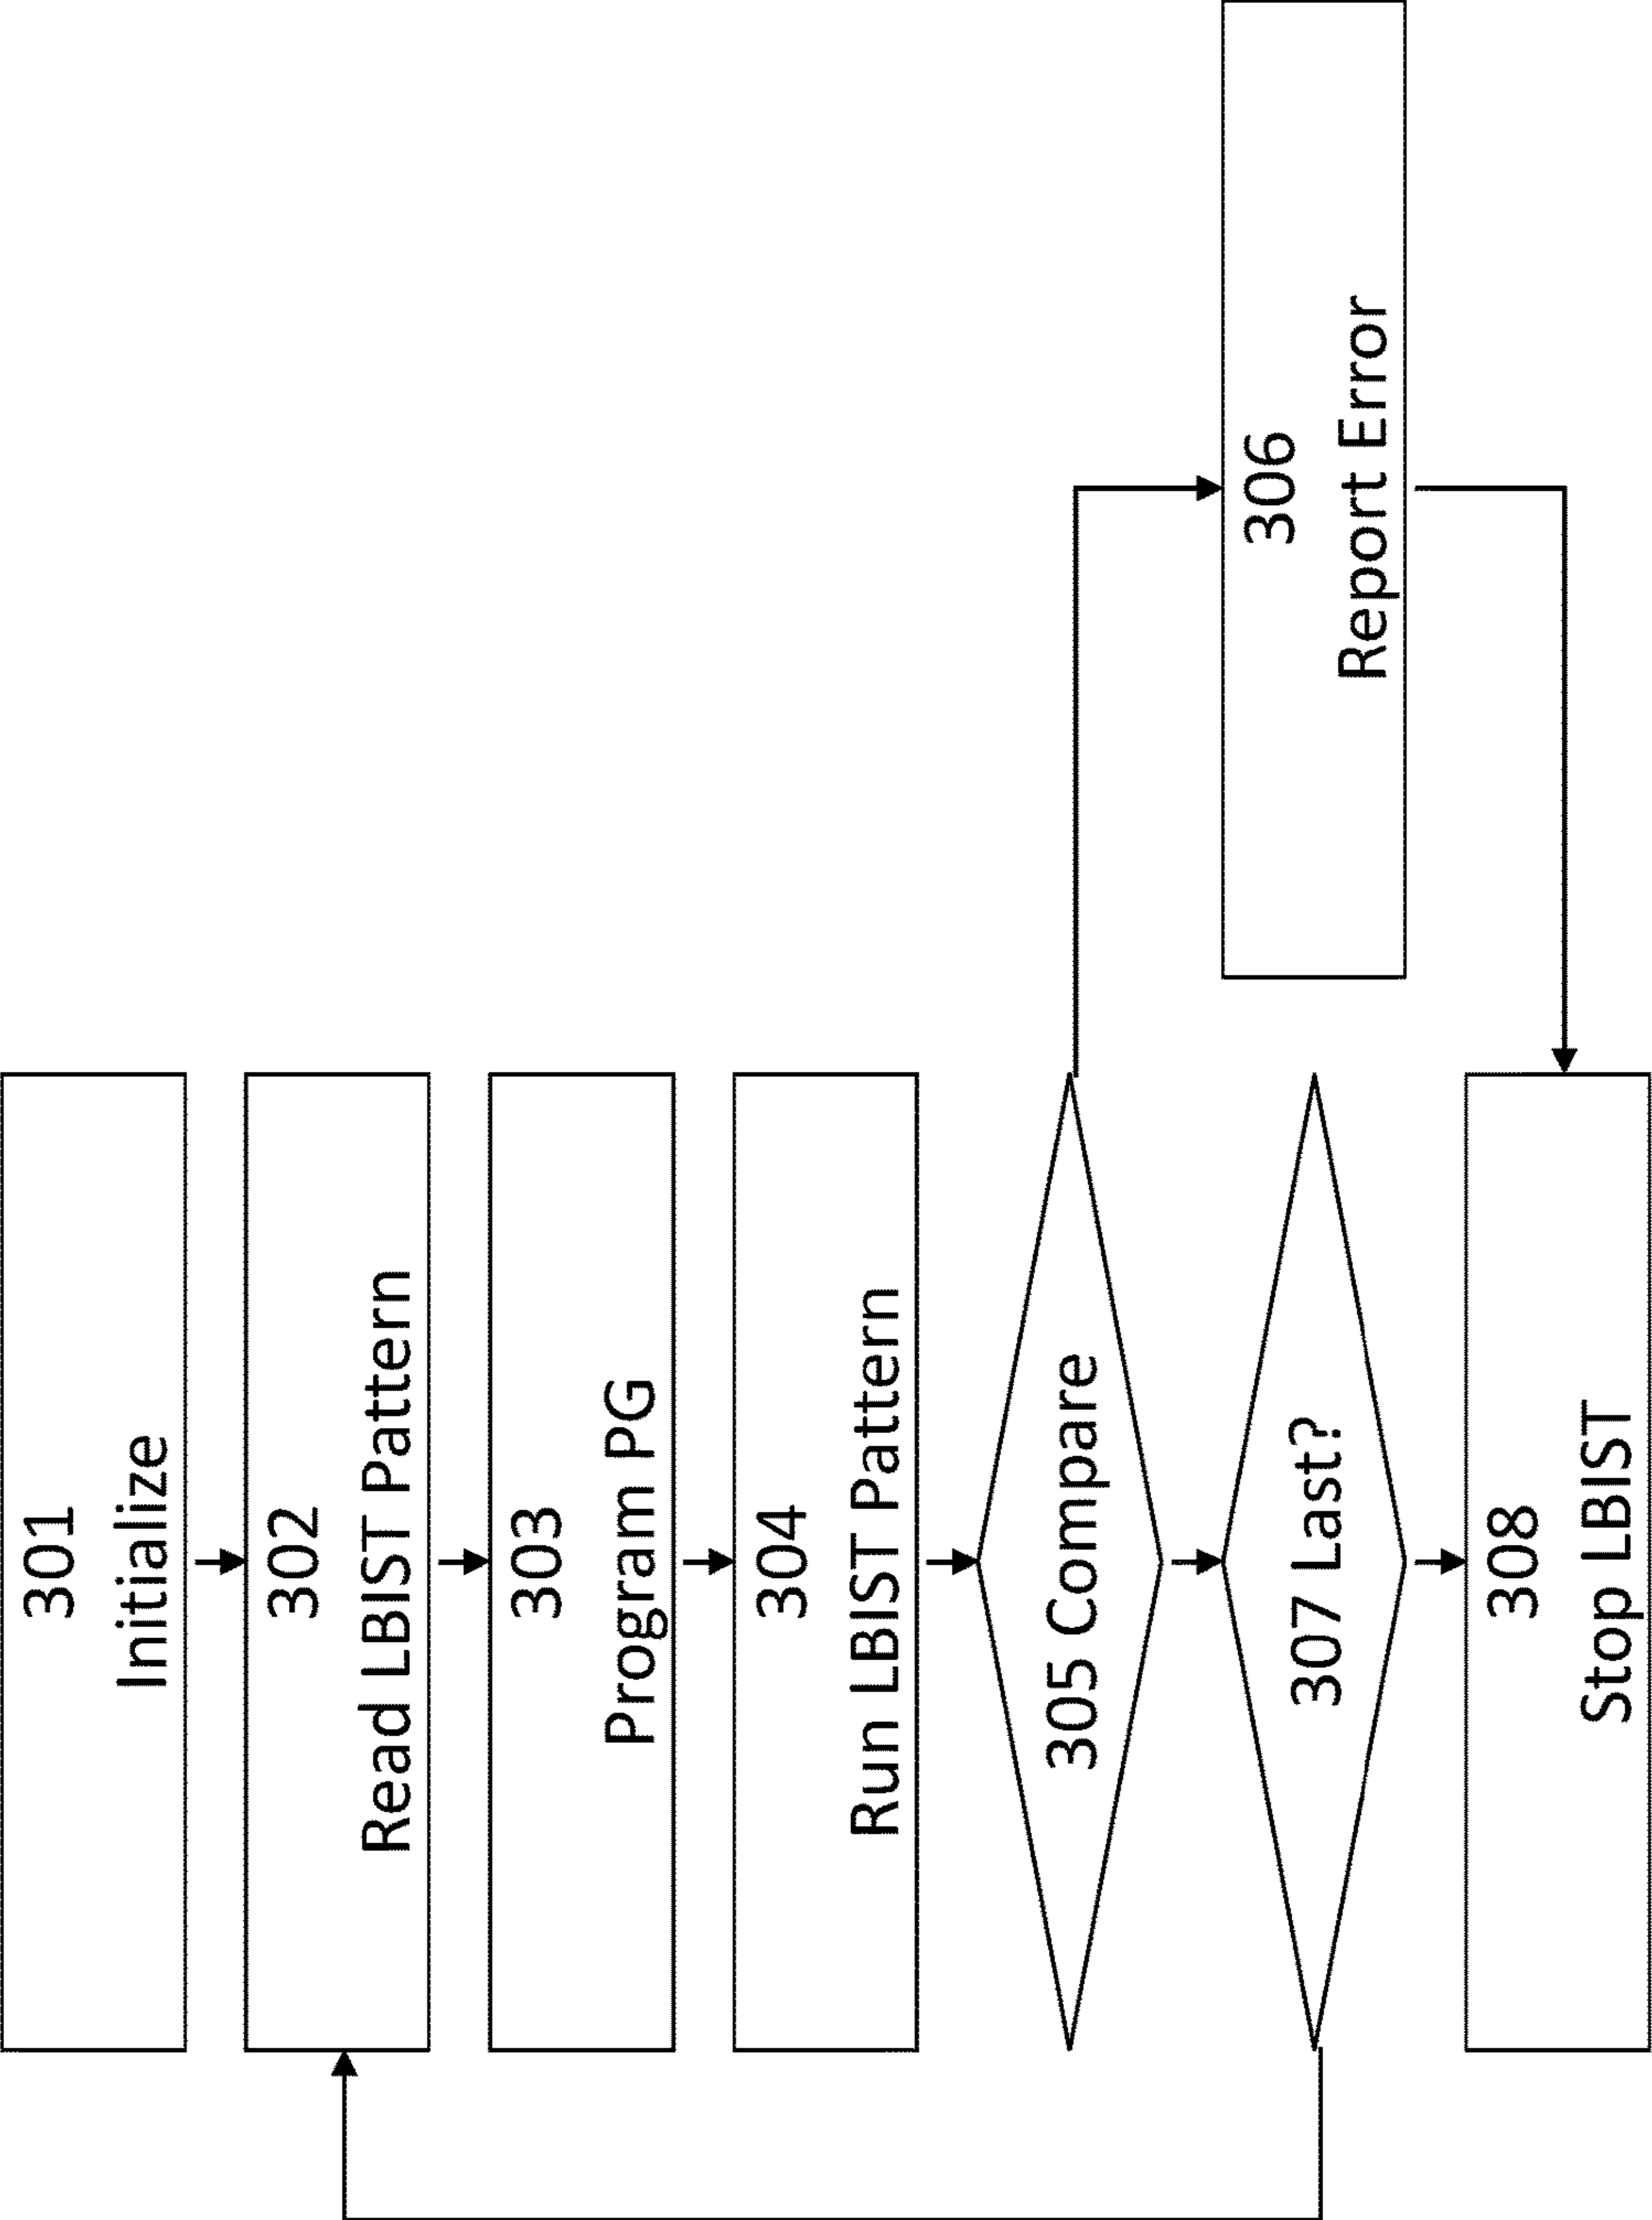 301
Initialize
302
Read LBIST Pattern
303
Program PG
304
Run LBIST Pattern
305 Compare
306
Report Error
307 Last?
308
Stop LBIST